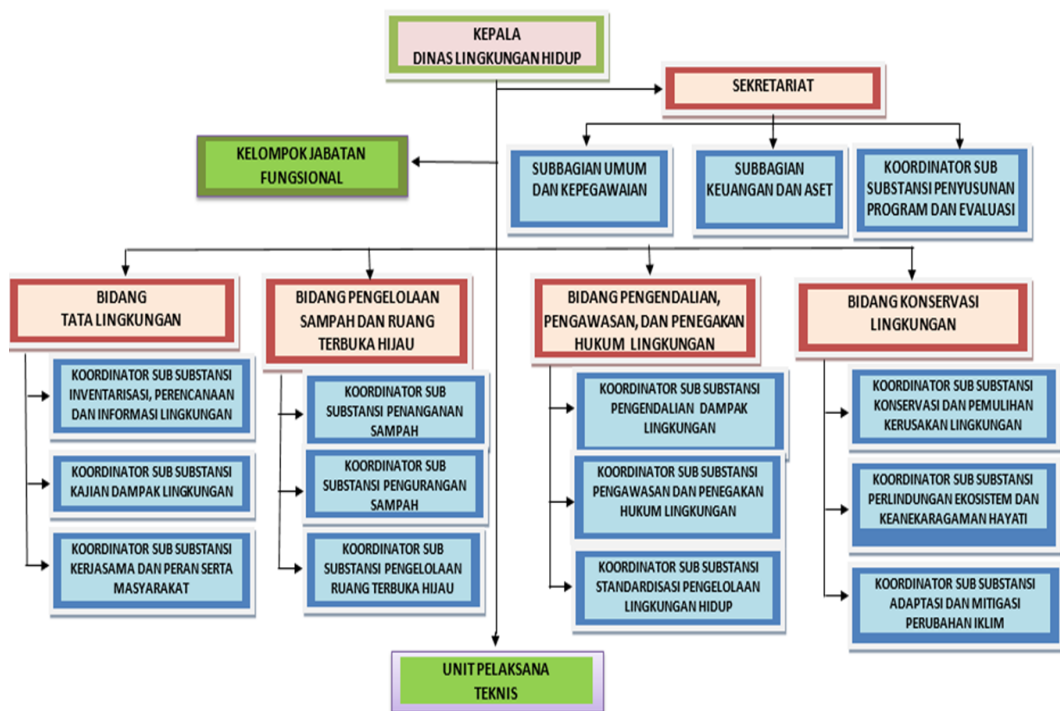 KEPALA
DINAS LINGKUNGAN HIDUP
SEKRETARIAT
KELOMPOK JABATAN
FUNGSIONAL
SUBBAGIAN UMUM
DAN KEPEGAWAIAN
SUBBAGIAN
KEUANGAN DAN ASET
KOORDINATOR SUB
SUBSTANSI PENYUSUNAN
PROGRAM DAN EVALUASI
BIDANG
TATA LINGKUNGAN
KOORDINATOR SUB SUBSTANSI
INVENTARISASI, PERENCANAAN
DAN INFORMASI LINGKUNGAN
KOORDINATOR SUB SUBSTANSI
KAJIAN DAMPAK LINGKUNGAN
KOORDINATOR SUB SUBSTANSI
KERJASAMA DAN PERAN SERTA
MASYARAKAT
BIDANG PENGELOLAAN
SAMPAH DAN RUANG
TERBUKA HIJAU
KOORDINATOR SUB
SUBSTANSI PENANGANAN
SAMPAH
KOORDINATOR SUB
SUBSTANSI PENGURANGAN
SAMPAH
KOORDINATOR SUB
SUBSTANSI PENGELOLAAN
RUANG TERBUKA HIJAU
BIDANG PENGENDALIAN,
PENGAWASAN, DAN PENEGAKAN
HUKUM LINGKUNGAN
KOORDINATOR SUB SUBSTANSI
PENGENDALIAN DAMPAK
LINGKUNGAN
KOORDINATOR SUB SUBSTANSI
PENGAWASAN DAN PENEGAKAN
HUKUM LINGKUNGAN
KOORDINATOR SUB SUBSTANSI
STANDARDISASI PENGELOLAAN
LINGKUNGAN HIDUP
BIDANG KONSERVASI
LINGKUNGAN
KOORDINATOR SUB SUBSTANSI
KONSERVASI DAN PEMULIHAN
KERUSAKAN LINGKUNGAN
KOORDINATOR SUB SUBSTANSI
PERLINDUNGAN EKOSISTEM DAN
KEANEKARAGAMAN HAYATI
KOORDINATOR SUB SUBSTANSI
ADAPTASI DAN MITIGASI
PERUBAHAN IKLIM
UNIT PELAKSANA
TEKNIS